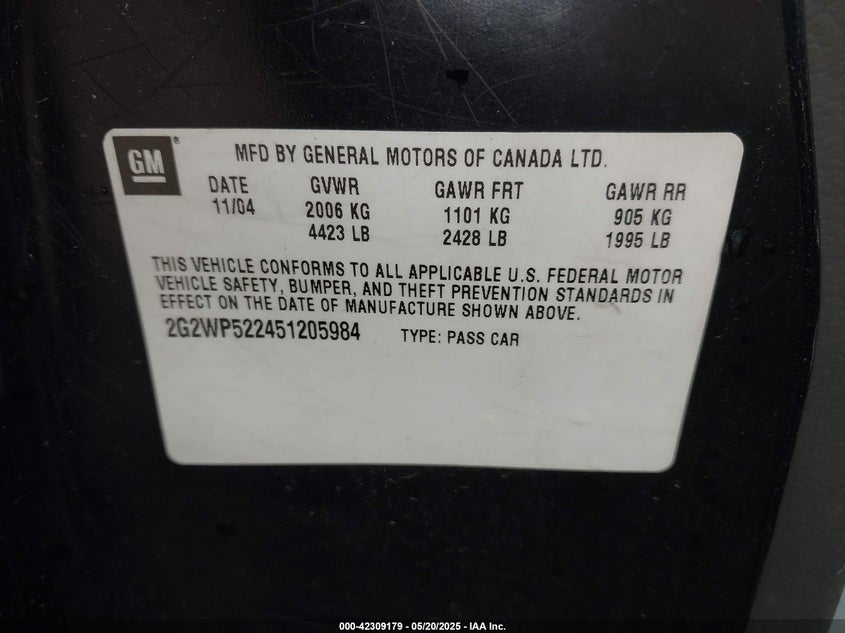 GM
®
MFD BY GENERAL MOTORS OF CANADA LTD.
DATE GVWR GAWR FRT GAWR RR
11/04 2006 KG 1101 KG 905 KG
4423 LB 2428 LB 1995 LB
THIS VEHICLE CONFORMS TO ALL APPLICABLE U.S. FEDERAL MOTOR
VEHICLE SAFETY, BUMPER, AND THEFT PREVENTION STANDARDS IN
EFFECT ON THE DATE OF MANUFACTURE SHOWN ABOVE.
2G2WP522451205984 TYPE: PASS CAR
000-42309179 - 05/20/2025 - IAA Inc.